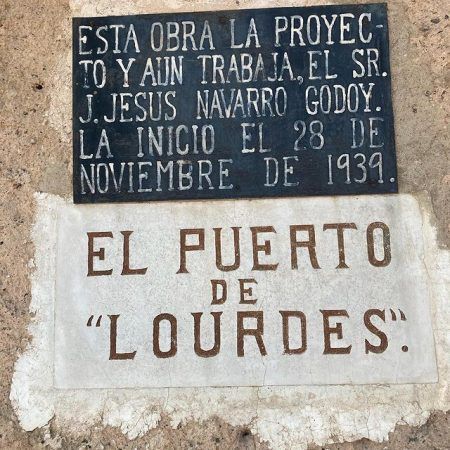 ESTA OBRA LA PROYEC-
TO Y AUN TRABAJA, EL SR.
J. JESUS NAVARRO GODOY.
LA INICIO EL 28 DE
NOVIEMBRE DE 1939.
EL PUERTO
DE
"LOURDES".